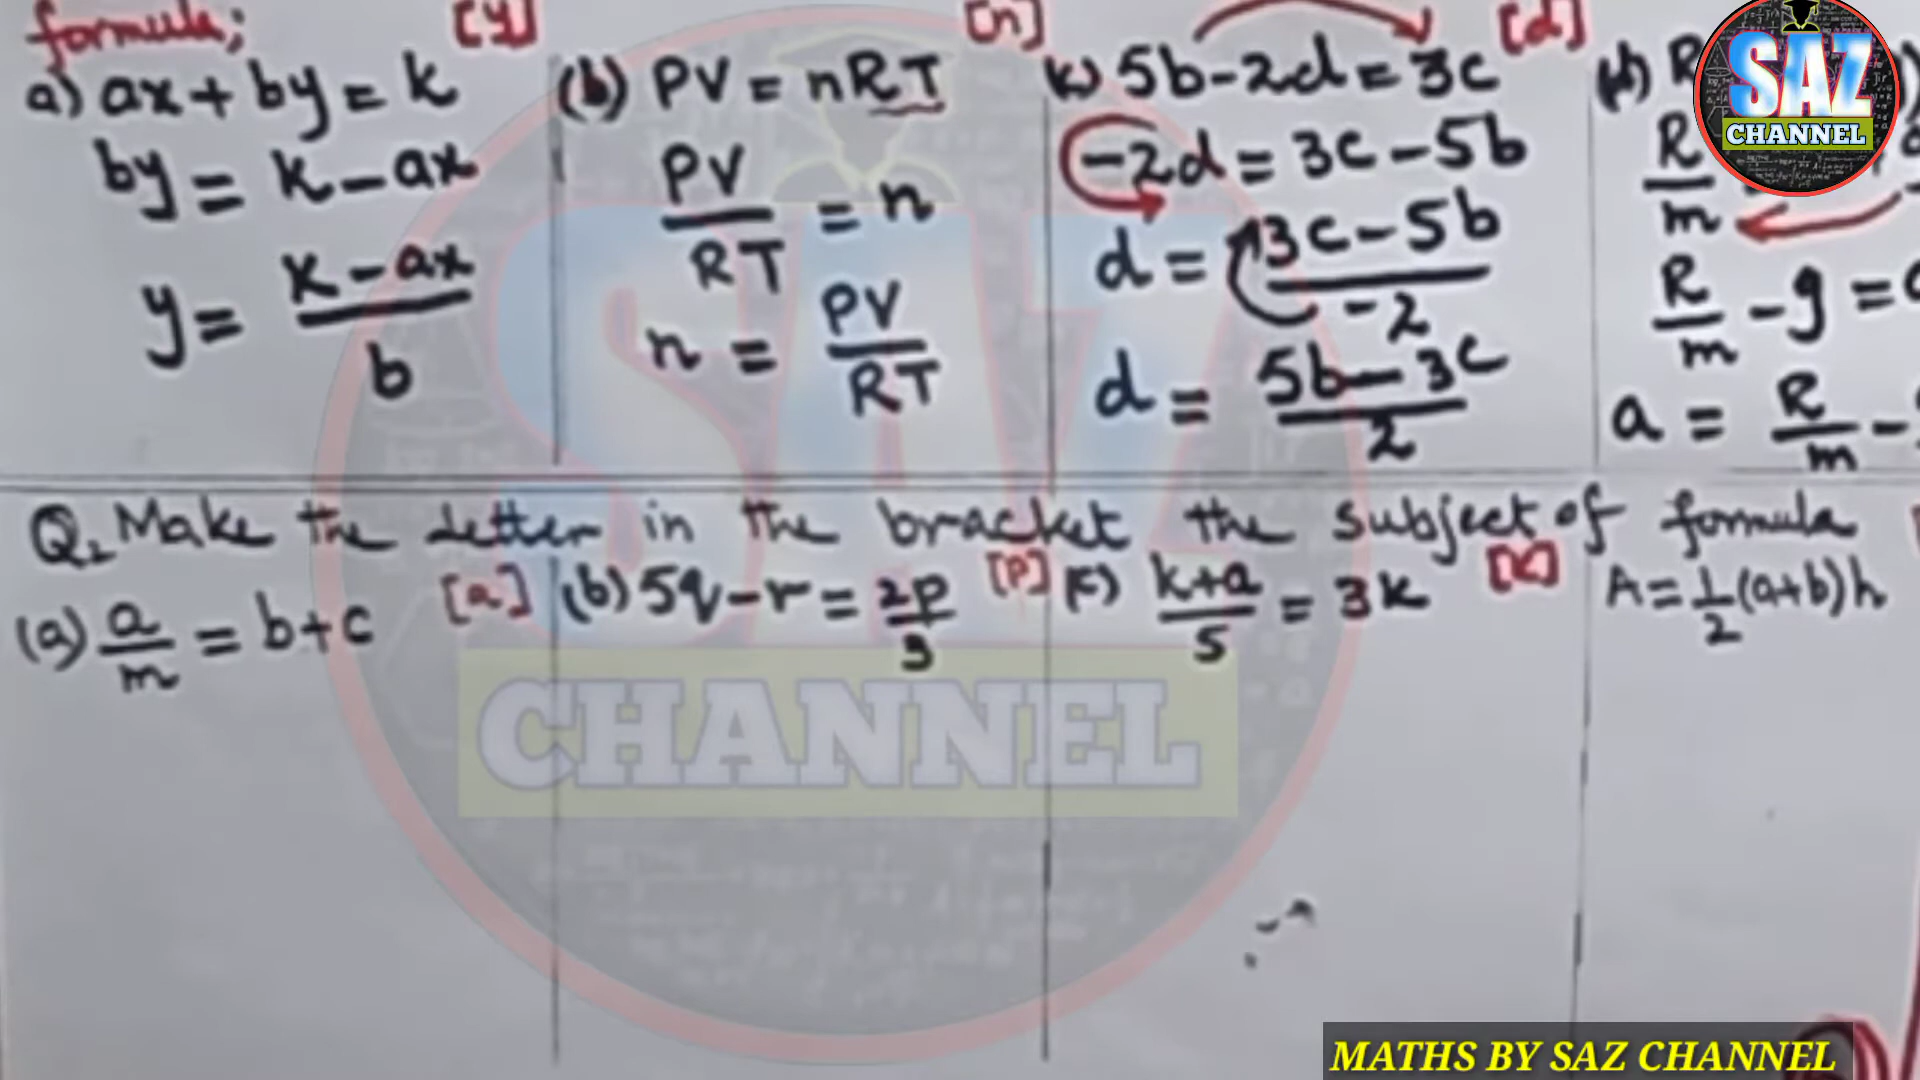 formula; [y] [n] [d]
a) ax + by = k
by = k - ax
y = k - ax / b
(b) PV = nRT
PV / RT = n
n = PV / RT
5b - 2d = 3c
-2d = 3c - 5b
d = 3c - 5b / -2
d = 5b - 3c / 2
R
R / m
R / m - g =
a = R / m -
SAZ
CHANNEL
Q2 Make the letter in the bracket the subject of formula
(a) a / m = b + c [a]
(b) 5q - r = 2p / 3 [P]
k + a / 5 = 3k [k]
A = 1/2 (a + b) h
SAZ
CHANNEL
MATHS BY SAZ CHANNEL